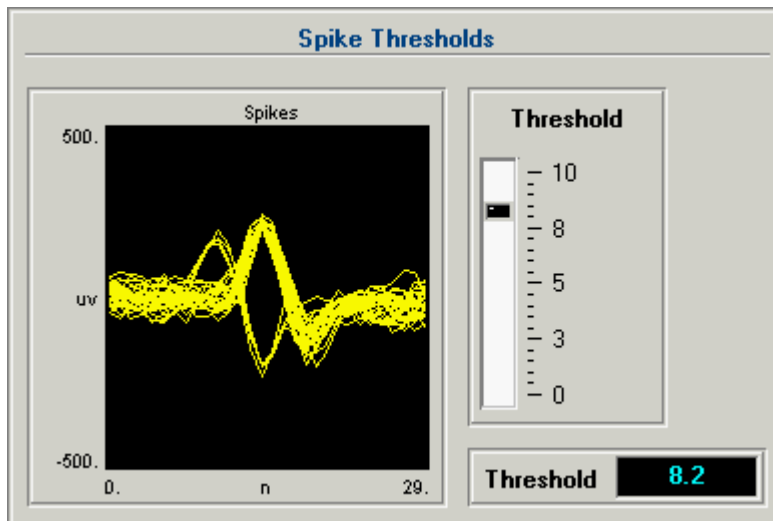 Spike Thresholds
Spikes
500.
uv
-500.
0.
n
29.
Threshold
10
8
5
3
0
Threshold 8.2